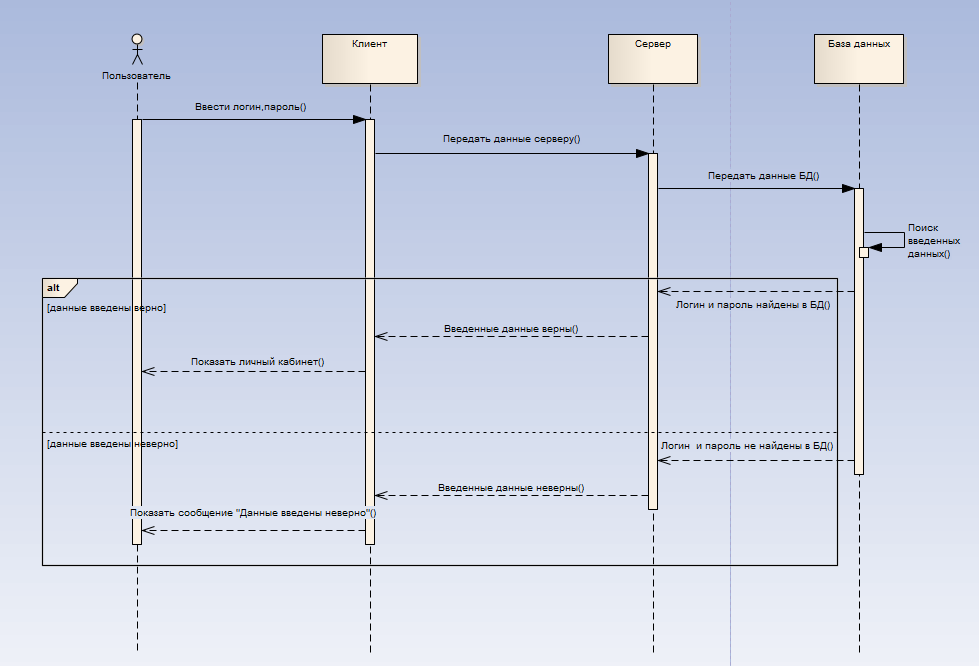 Пользователь
Клиент
Сервер
База данных
Ввести логин,пароль()
Передать данные серверу()
Передать данные БД()
Поиск
введенных
данных()
alt
[данные введены верно]
Логин и пароль найдены в БД()
Введенные данные верны()
Показать личный кабинет()
[данные введены неверно]
Логин  и пароль не найдены в БД()
Введенные данные неверны()
Показать сообщение "Данные введены неверно"()